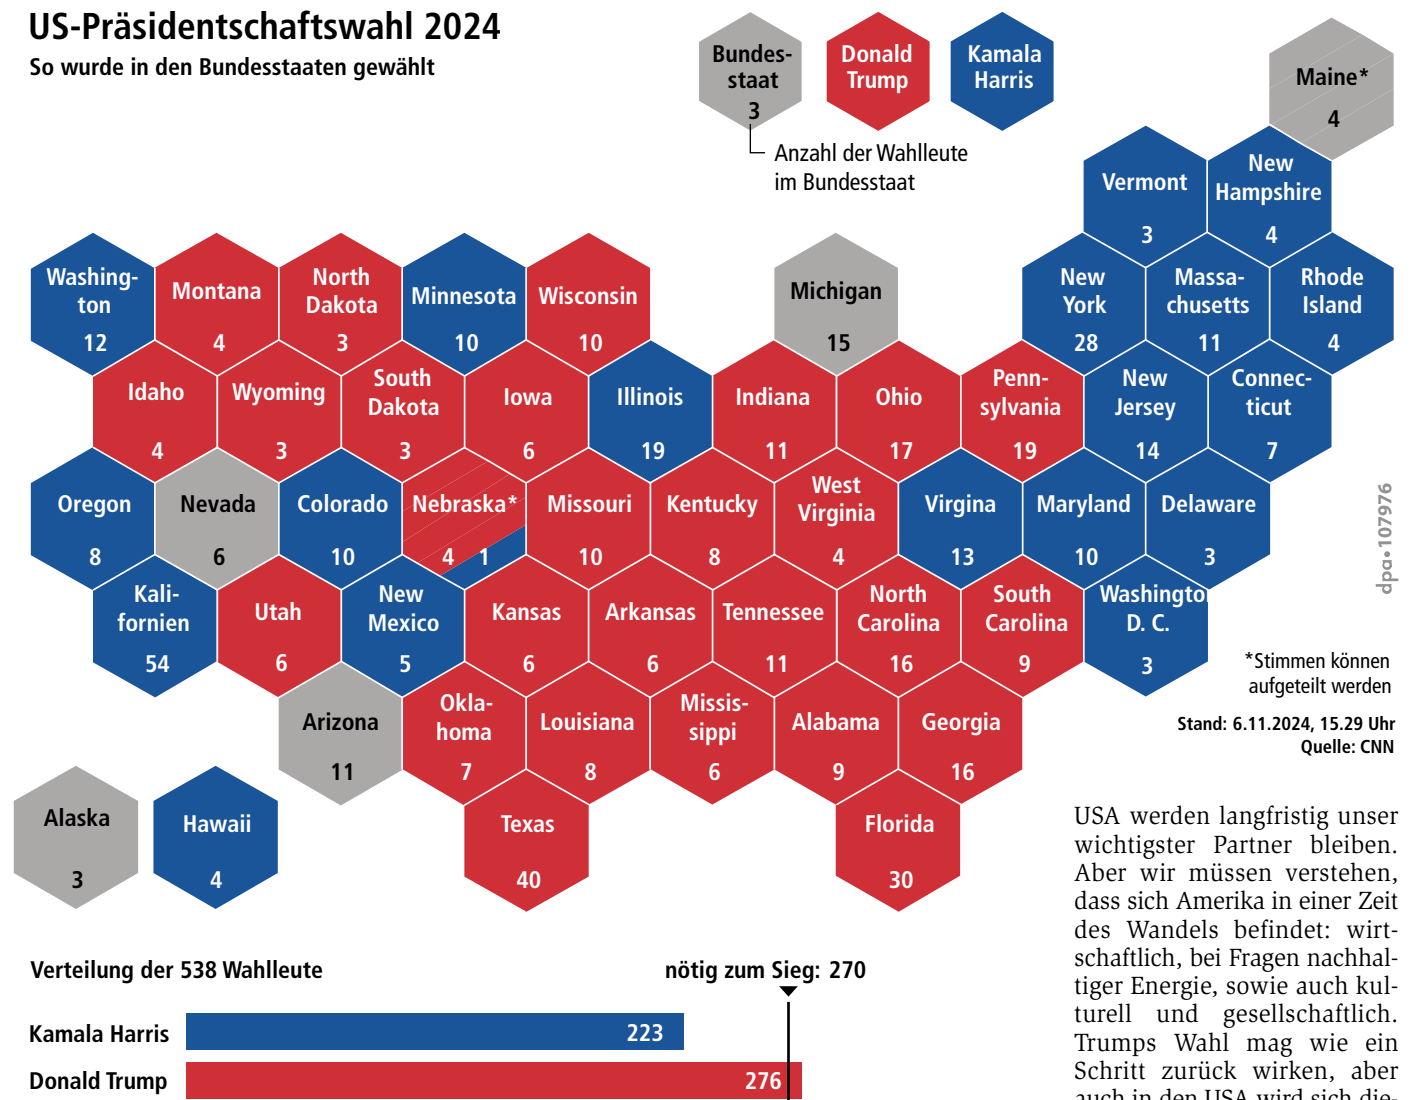 US-Präsidentschaftswahl 2024
So wurde in den Bundesstaaten gewählt
Bundes-
staat
3
Donald
Trump
Kamala
Harris
Anzahl der Wahlleute
im Bundesstaat
Maine*
4
Vermont
3
New
Hampshire
4
Washing-
ton
12
Montana
4
North
Dakota
3
Minnesota
10
Wisconsin
10
Michigan
15
New
York
28
Massa-
chusetts
11
Rhode
Island
4
Idaho
4
Wyoming
3
South
Dakota
3
Iowa
6
Illinois
19
Indiana
11
Ohio
17
Penn-
sylvania
19
New
Jersey
14
Connec-
ticut
7
Oregon
8
Nevada
6
Colorado
10
Nebraska*
4 1
Missouri
10
Kentucky
8
West
Virginia
4
Virgina
13
Maryland
10
Delaware
3
Kali-
fornien
54
Utah
6
New
Mexico
5
Kansas
6
Arkansas
6
Tennessee
11
North
Carolina
16
South
Carolina
9
Washington
D. C.
3
Arizona
11
Okla-
homa
7
Louisiana
8
Missis-
sippi
6
Alabama
9
Georgia
16
Alaska
3
Hawaii
4
Texas
40
Florida
30
dpa•107976
*Stimmen können
aufgeteilt werden
Stand: 6.11.2024, 15.29 Uhr
Quelle: CNN
Verteilung der 538 Wahlleute
nötig zum Sieg: 270
Kamala Harris 223
Donald Trump 276
USA werden langfristig unser
wichtigster Partner bleiben.
Aber wir müssen verstehen,
dass sich Amerika in einer Zeit
des Wandels befindet: wirt-
schaftlich, bei Fragen nachhal-
tiger Energie, sowie auch kul-
turell und gesellschaftlich.
Trumps Wahl mag wie ein
Schritt zurück wirken, aber
auch in den USA wird sich die-